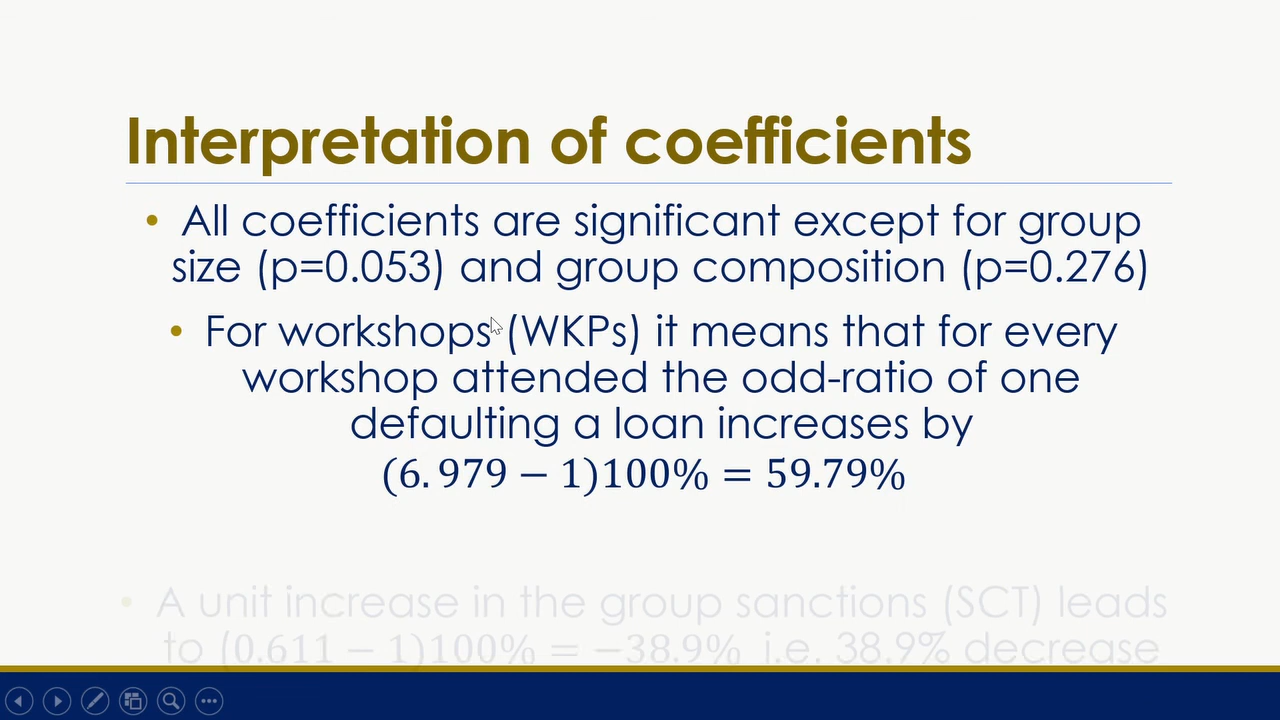 Interpretation of coefficients
• All coefficients are significant except for group
size (p=0.053) and group composition (p=0.276)
• For workshops (WKPs) it means that for every
workshop attended the odd-ratio of one
defaulting a loan increases by
(6.979 − 1)100% = 59.79%
• A unit increase in the group sanctions (SCT) leads
to (0.611 − 1)100% = −38.9% i.e. 38.9% decrease